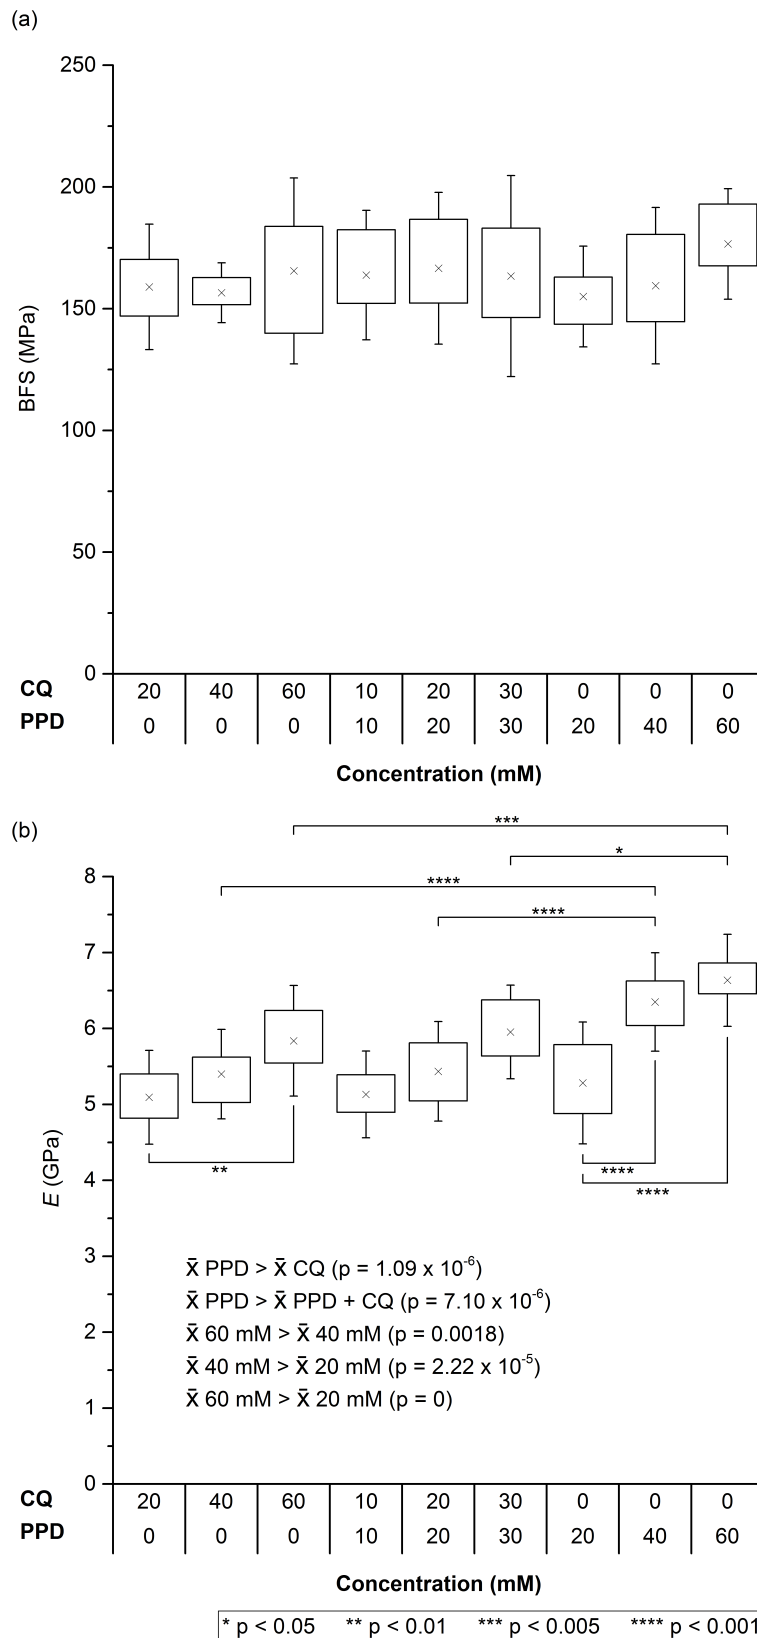 (a)
250
200
150
100
50
0
BFS (MPa)
CQ 20 40 60 10 20 30 0 0 0
PPD 0 0 0 10 20 30 20 40 60
Concentration (mM)
(b)
***
*
****
****
8
7
6
5
4
3
2
1
0
E (GPa)
**
****
****
x̄ PPD > x̄ CQ (p = 1.09 x 10⁻⁶)
x̄ PPD > x̄ PPD + CQ (p = 7.10 x 10⁻⁶)
x̄ 60 mM > x̄ 40 mM (p = 0.0018)
x̄ 40 mM > x̄ 20 mM (p = 2.22 x 10⁻⁵)
x̄ 60 mM > x̄ 20 mM (p = 0)
CQ 20 40 60 10 20 30 0 0 0
PPD 0 0 0 10 20 30 20 40 60
Concentration (mM)
* p < 0.05 ** p < 0.01 *** p < 0.005 **** p < 0.001